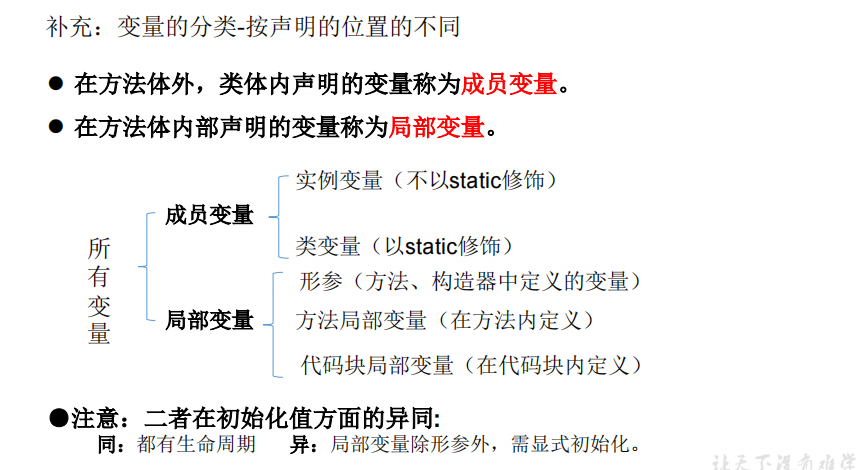 补充：变量的分类-按声明的位置的不同
● 在方法体外，类体内声明的变量称为成员变量。
● 在方法体内部声明的变量称为局部变量。
实例变量（不以static修饰）
成员变量
类变量（以static修饰）
所有变量
形参（方法、构造器中定义的变量）
局部变量
方法局部变量（在方法内定义）
代码块局部变量（在代码块内定义）
●注意：二者在初始化值方面的异同:
同：都有生命周期 异：局部变量除形参外，需显式初始化。
让天下没有难学